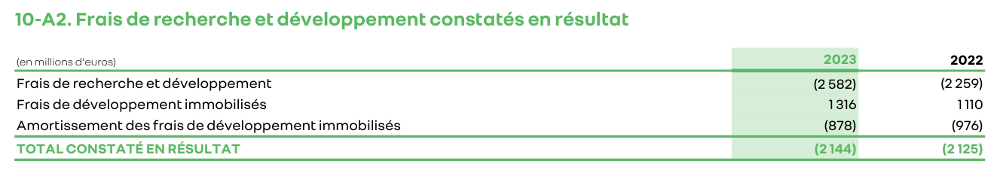 10-A2. Frais de recherche et développement constatés en résultat
(en millions d'euros) 2023 2022
Frais de recherche et développement (2 582) (2 259)
Frais de développement immobilisés 1 316 1 110
Amortissement des frais de développement immobilisés (878) (976)
TOTAL CONSTATÉ EN RÉSULTAT (2 144) (2 125)